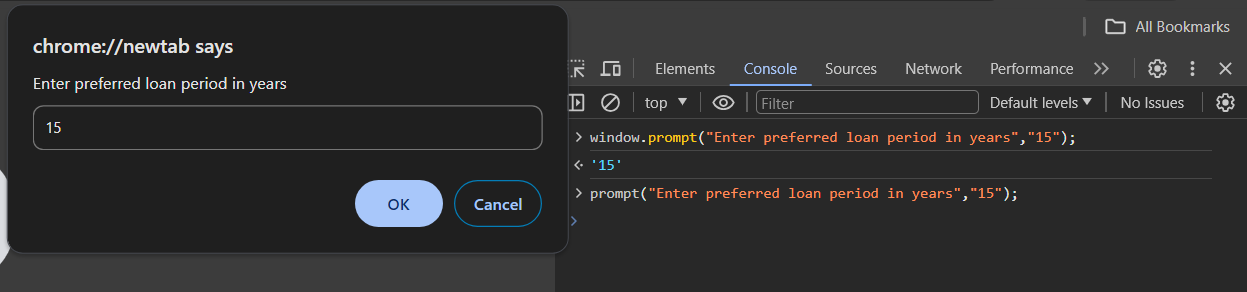 chrome://newtab says
Enter preferred loan period in years
15
OK
Cancel
All Bookmarks
Elements
Console
Sources
Network
Performance
top
Filter
Default levels
No Issues
window.prompt("Enter preferred loan period in years","15");
'15'
prompt("Enter preferred loan period in years","15");